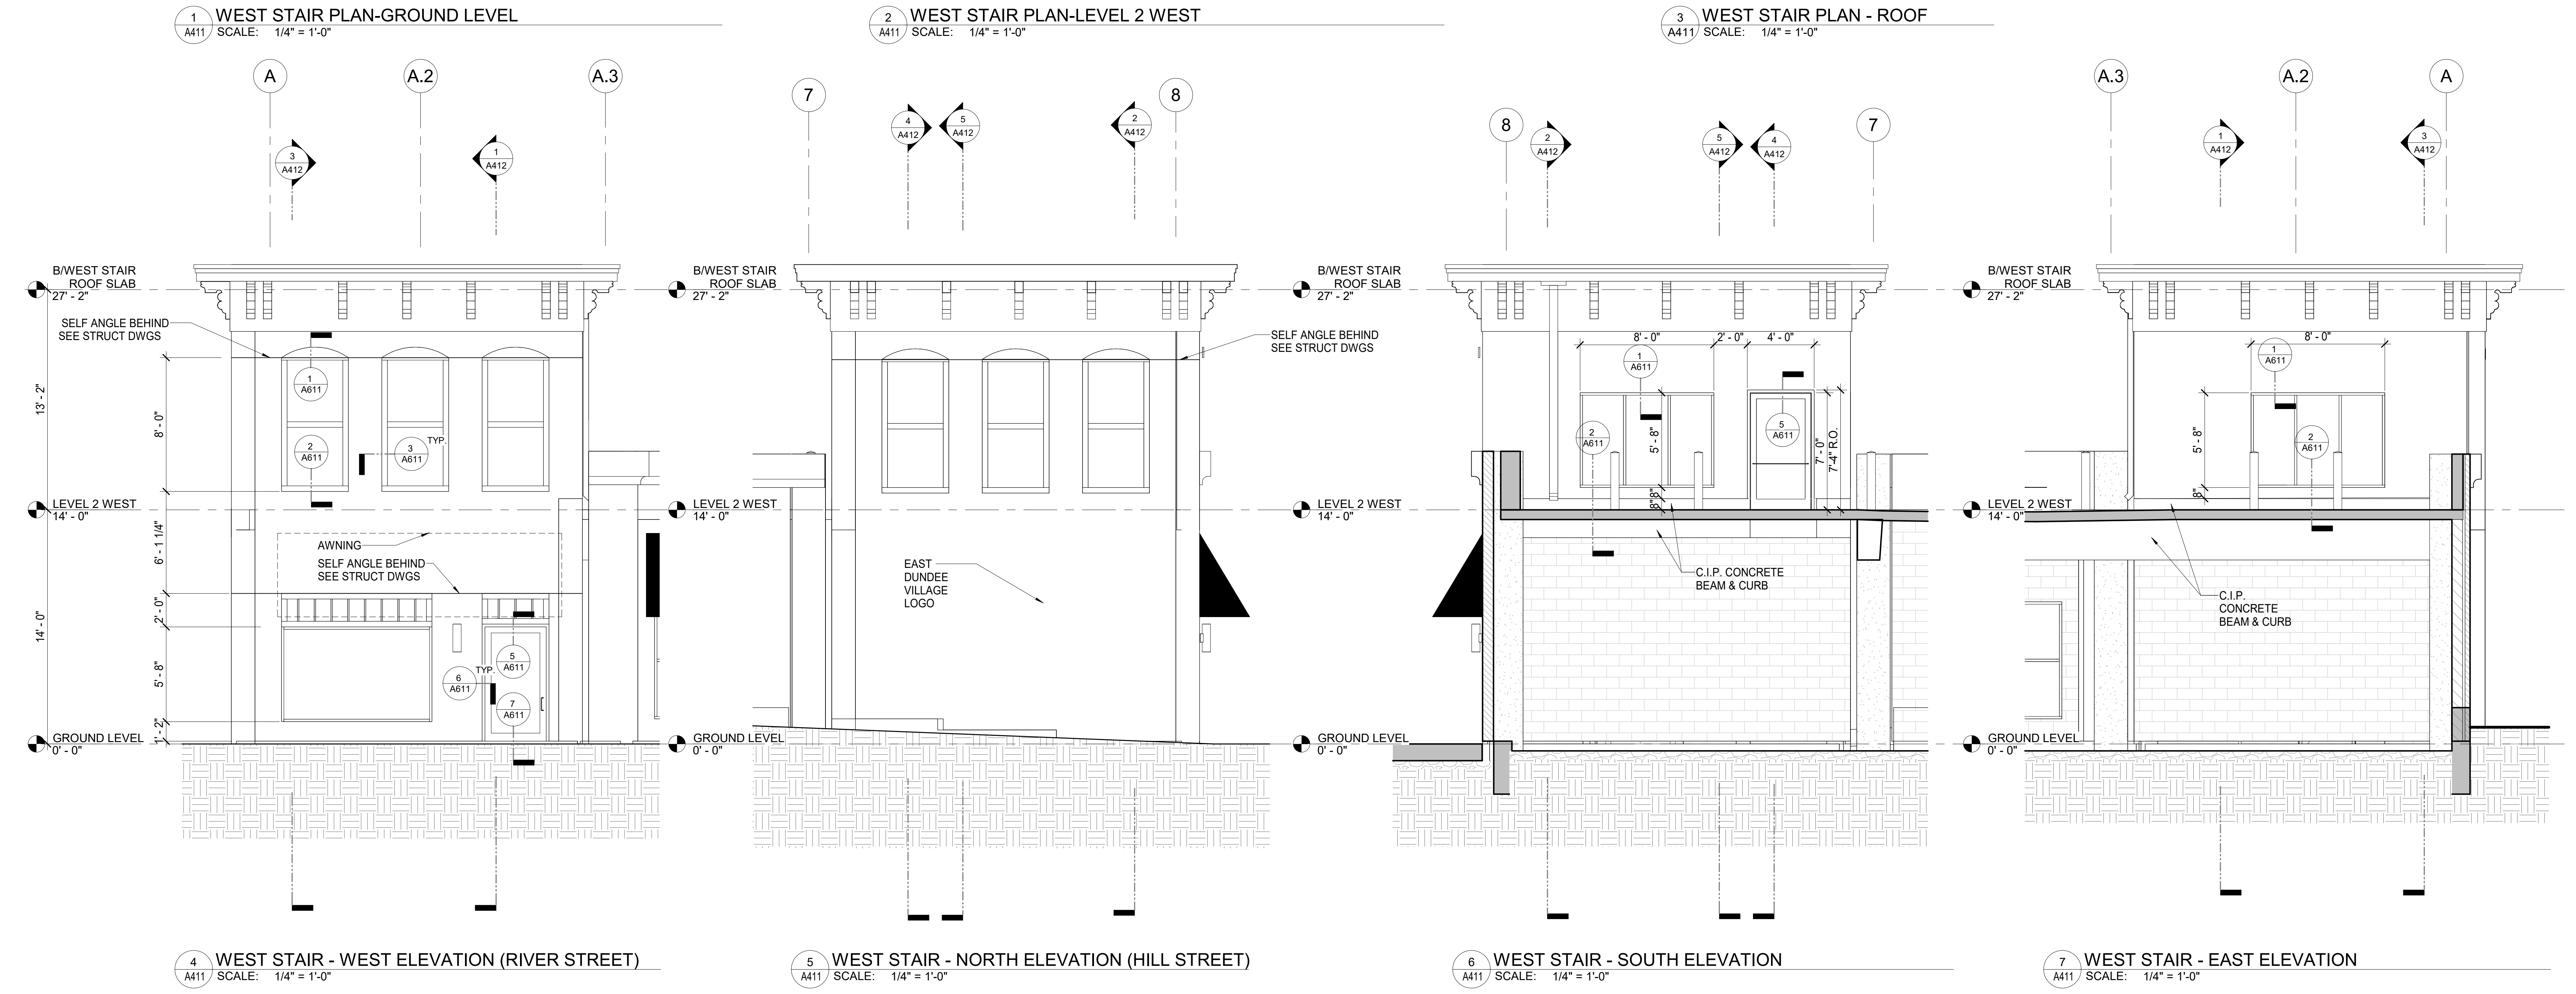 1
A411
WEST STAIR PLAN-GROUND LEVEL
SCALE: 1/4" = 1'-0"
2
A411
WEST STAIR PLAN-LEVEL 2 WEST
SCALE: 1/4" = 1'-0"
3
A411
WEST STAIR PLAN - ROOF
SCALE: 1/4" = 1'-0"
A
A.2
A.3
3
A412
1
A412
B/WEST STAIR
ROOF SLAB
27' - 2"
SELF ANGLE BEHIND
SEE STRUCT DWGS
13' - 2"
8' - 0"
1
A611
2
A611
3
A611
TYP.
LEVEL 2 WEST
14' - 0"
6' - 1 1/4"
AWNING
SELF ANGLE BEHIND
SEE STRUCT DWGS
14' - 0"
2' - 0"
5' - 8"
1' - 2"
5
A611
TYP.
6
A611
7
A611
GROUND LEVEL
0' - 0"
4
A411
WEST STAIR - WEST ELEVATION (RIVER STREET)
SCALE: 1/4" = 1'-0"
7
8
4
A412
5
A412
2
A412
B/WEST STAIR
ROOF SLAB
27' - 2"
SELF ANGLE BEHIND
SEE STRUCT DWGS
LEVEL 2 WEST
14' - 0"
EAST
DUNDEE
VILLAGE
LOGO
GROUND LEVEL
0' - 0"
5
A411
WEST STAIR - NORTH ELEVATION (HILL STREET)
SCALE: 1/4" = 1'-0"
8
7
2
A412
5
A412
4
A412
B/WEST STAIR
ROOF SLAB
27' - 2"
8' - 0"
2' - 0"
4' - 0"
1
A611
2
A611
5
A611
5' - 8"
8"
8"
7' - 0"
7'-4" R.O.
LEVEL 2 WEST
14' - 0"
C.I.P. CONCRETE
BEAM & CURB
GROUND LEVEL
0' - 0"
6
A411
WEST STAIR - SOUTH ELEVATION
SCALE: 1/4" = 1'-0"
A.3
A.2
A
1
A412
3
A412
B/WEST STAIR
ROOF SLAB
27' - 2"
8' - 0"
1
A611
2
A611
5' - 8"
8"
LEVEL 2 WEST
14' - 0"
C.I.P.
CONCRETE
BEAM & CURB
GROUND LEVEL
0' - 0"
7
A411
WEST STAIR - EAST ELEVATION
SCALE: 1/4" = 1'-0"